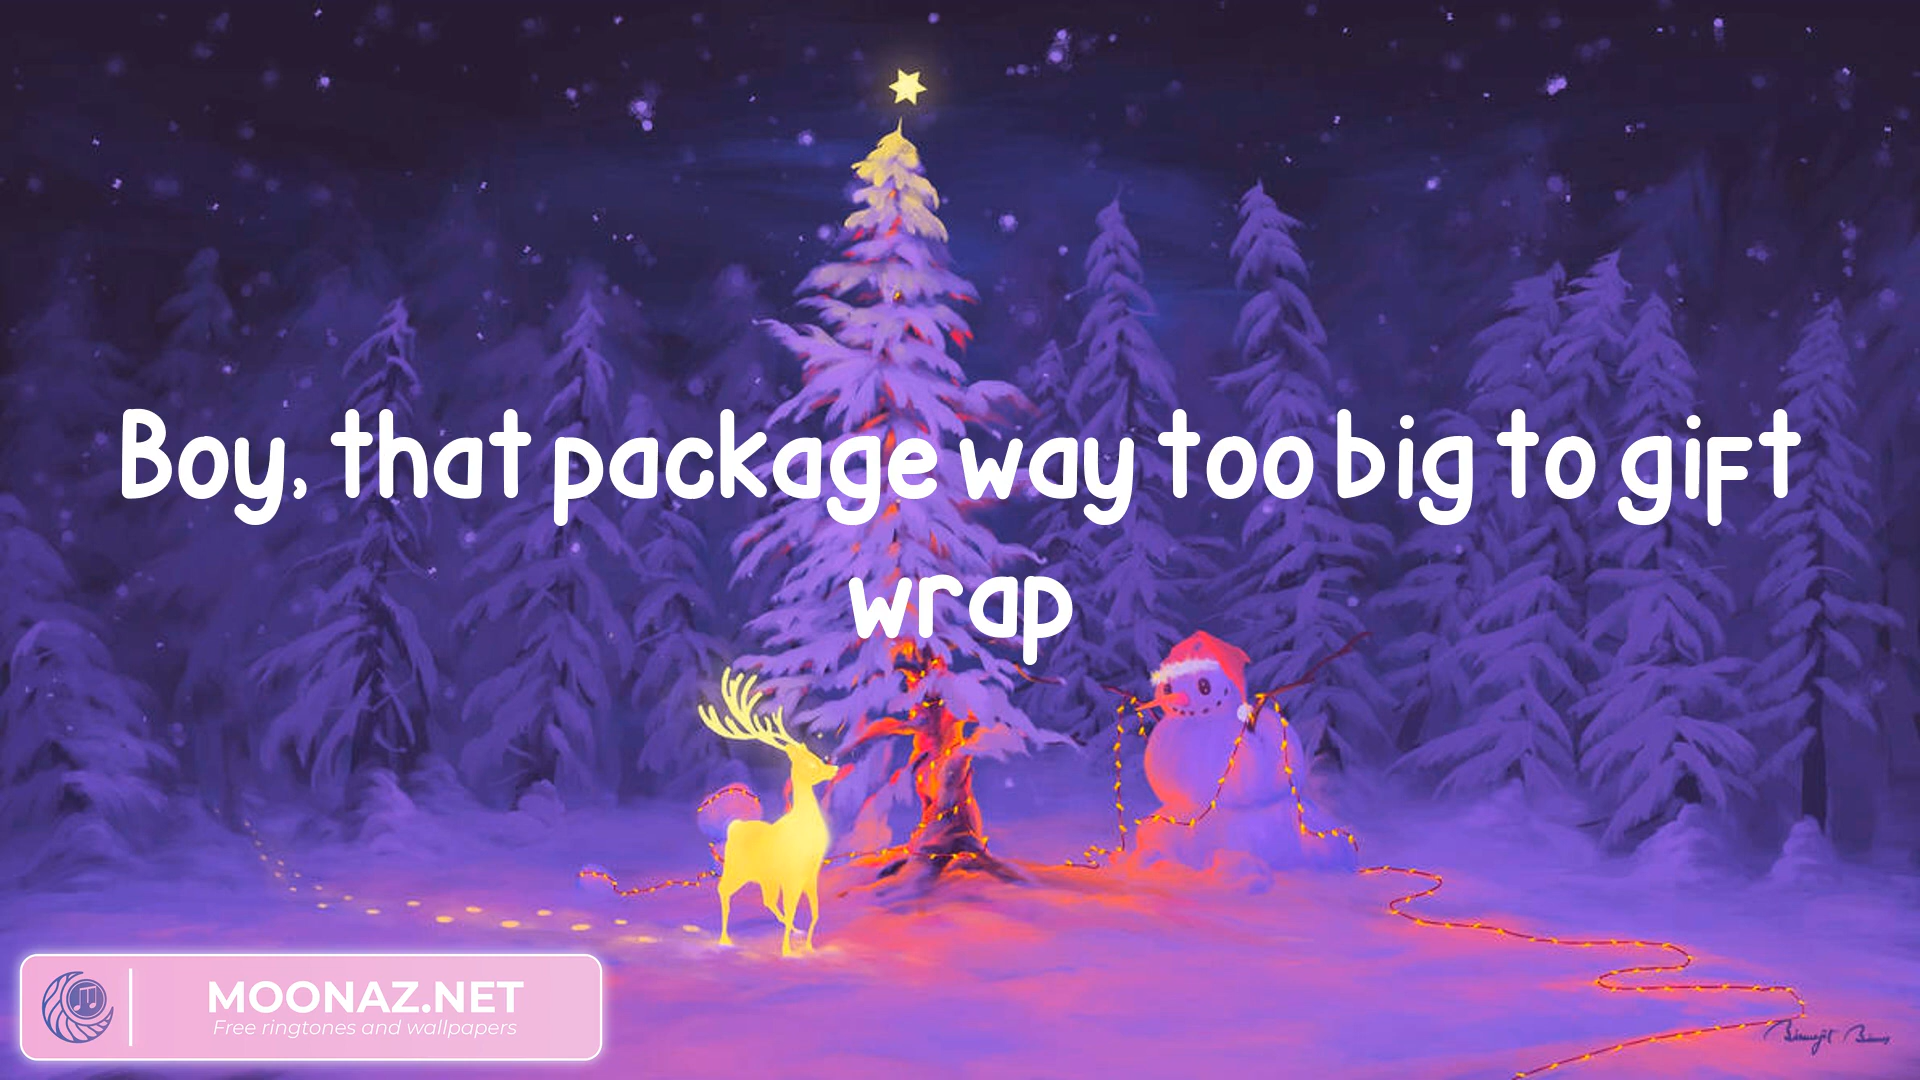 Boy, that package way too big to gift
wrap
MOONAZ.NET
Free ringtones and wallpapers